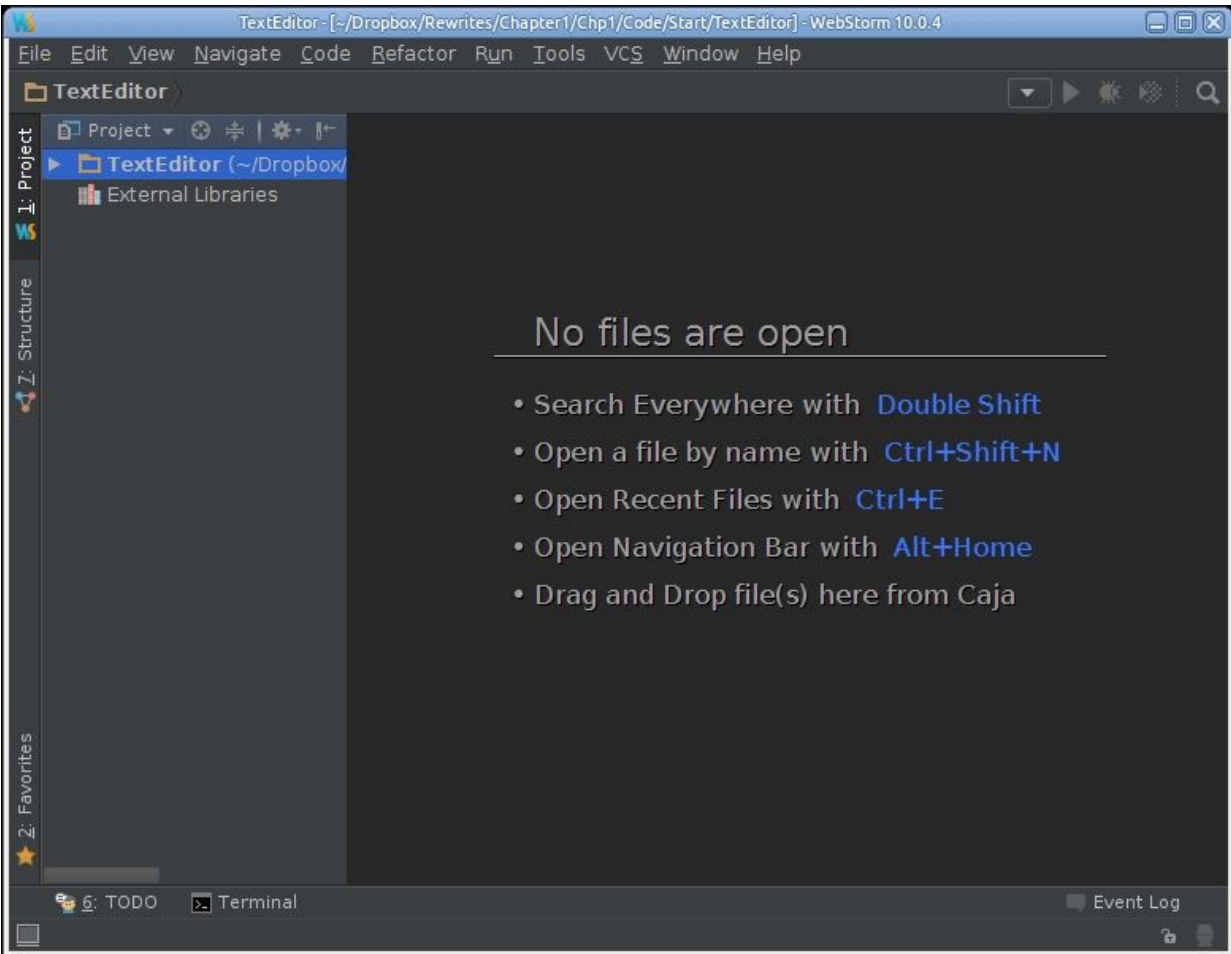 TextEditor - [~/Dropbox/Rewrites/Chapter1/Chp1/Code/Start/TextEditor] - WebStorm 10.0.4
File Edit View Navigate Code Refactor Run Tools VCS Window Help
TextEditor
Project
TextEditor (~/Dropbox/
External Libraries
1: Project
7: Structure
2: Favorites
No files are open
• Search Everywhere with Double Shift
• Open a file by name with Ctrl+Shift+N
• Open Recent Files with Ctrl+E
• Open Navigation Bar with Alt+Home
• Drag and Drop file(s) here from Caja
6: TODO Terminal Event Log